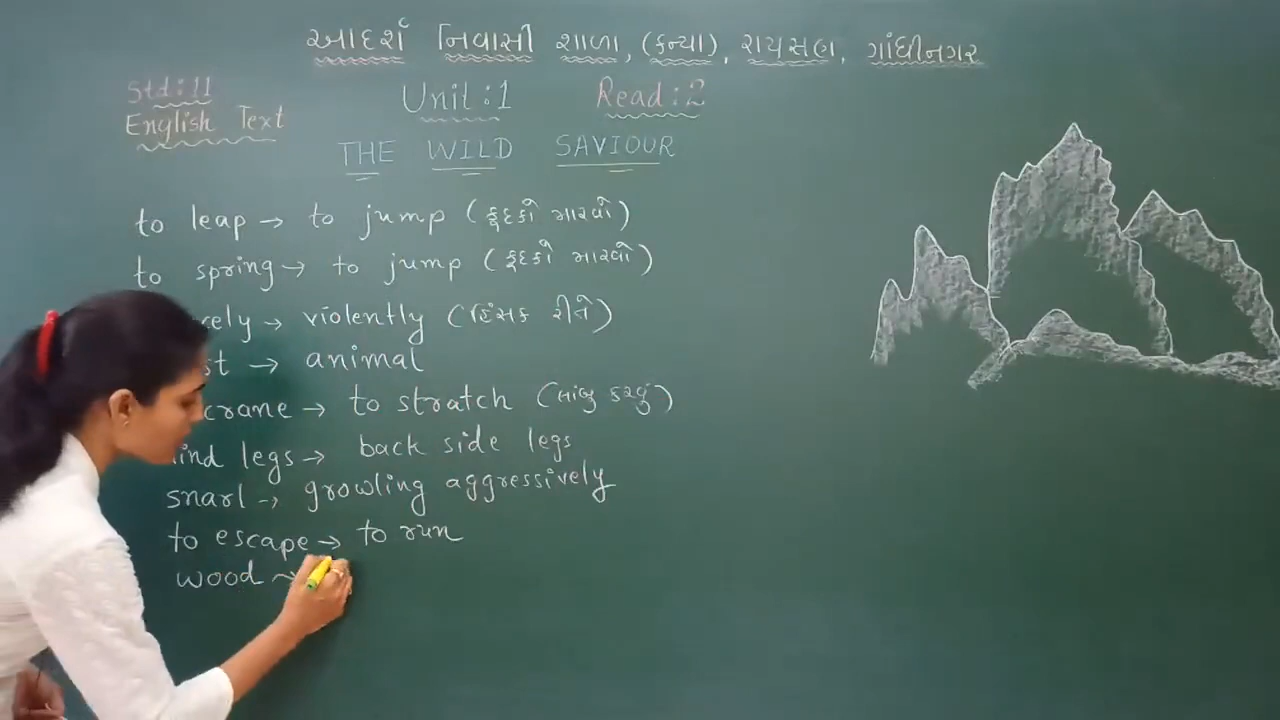 આદર્શ નિવાસી શાળા, (કન્યા), રાયસણ, ગાંધીનગર
Std:11 Unit:1 Read:2
English Text
THE WILD SAVIOUR
to leap → to jump (કૂદકો મારવો)
to spring → to jump (કૂદકો મારવો)
cely → violently (હિંસક રીતે)
st → animal
crane → to stratch (લાંબુ કરવું)
hind legs → back side legs
snarl → growling aggressively
to escape → to run
wood →